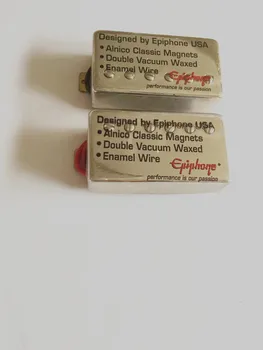 Designed by Epiphone USA
• Alnico Classic Magnets
• Double Vacuum Waxed
• Enamel Wire
Epiphone
performance is our passion
Designed by Epiphone USA
• Alnico Classic Magnets
• Double Vacuum Waxed
• Enamel Wire
Epiphone
performance is our passion